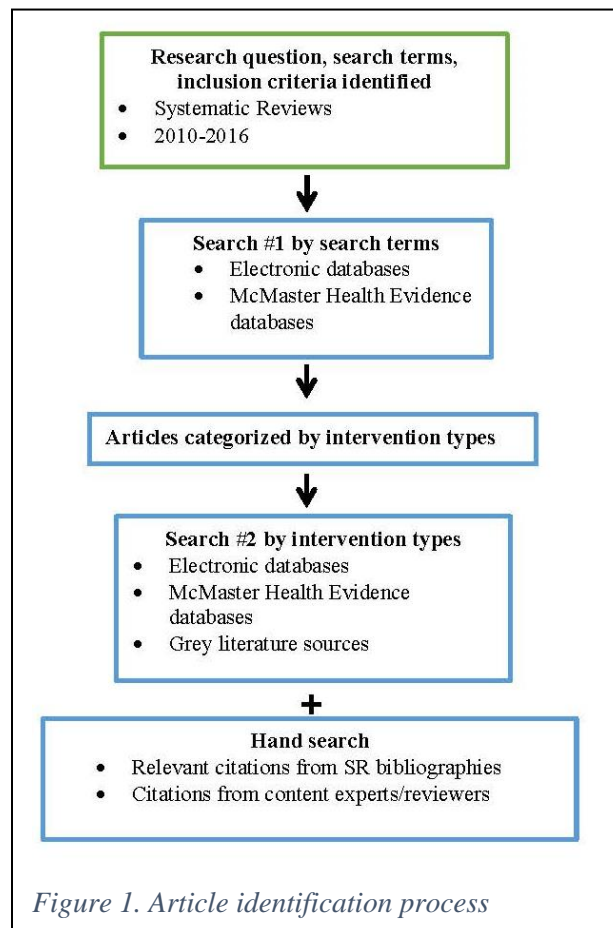 Research question, search terms,
inclusion criteria identified
• Systematic Reviews
• 2010-2016
Search #1 by search terms
• Electronic databases
• McMaster Health Evidence
databases
Articles categorized by intervention types
Search #2 by intervention types
• Electronic databases
• McMaster Health Evidence
databases
• Grey literature sources
+
Hand search
• Relevant citations from SR bibliographies
• Citations from content experts/reviewers
Figure 1. Article identification process